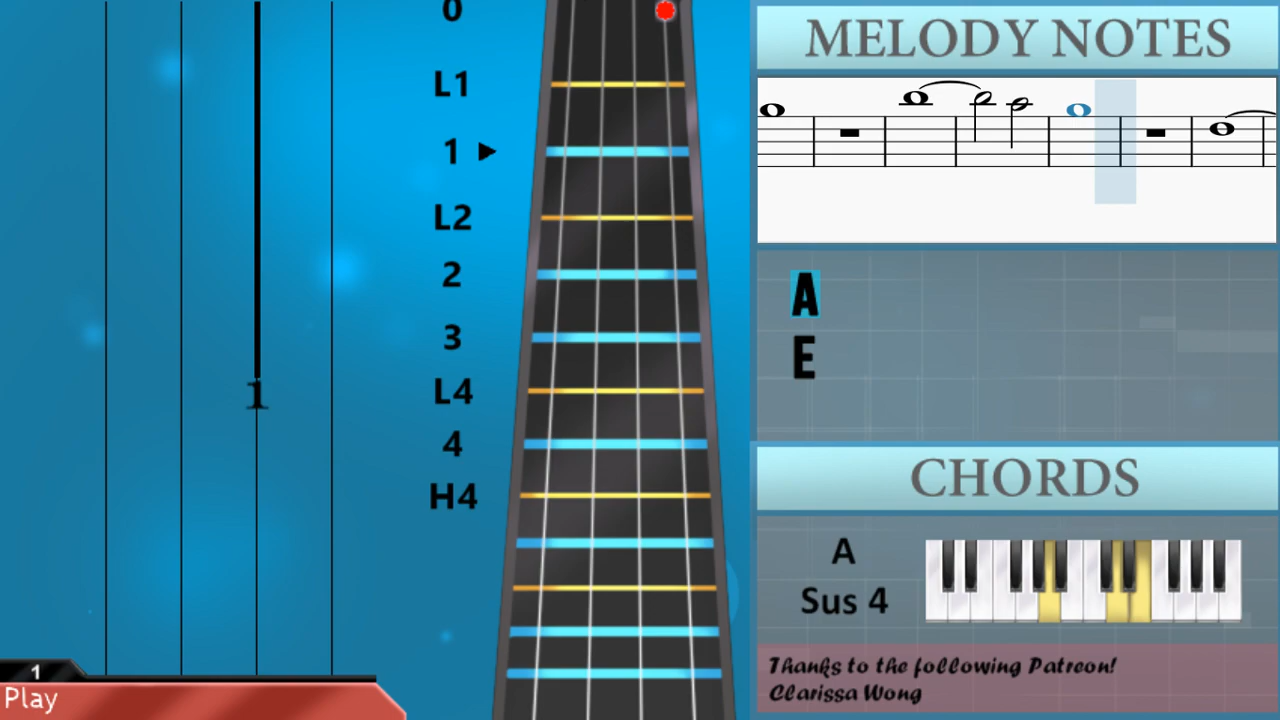 0
L1
1
L2
2
3
L4
4
H4
1
1
Play
MELODY NOTES
A
E
CHORDS
A
Sus 4
Thanks to the following Patreon!
Clarissa Wong